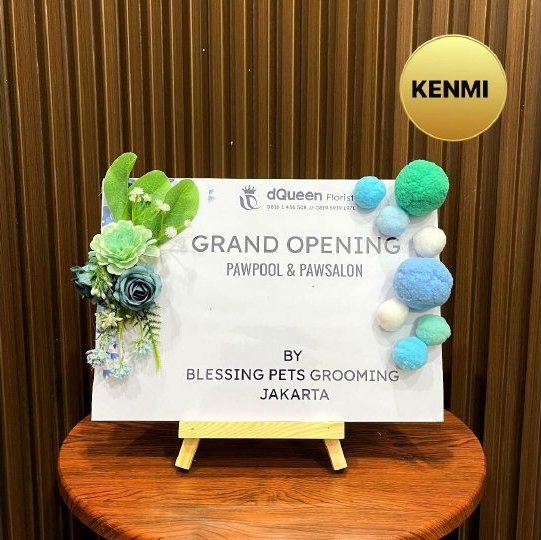 KENMI
dQueen Florist
GRAND OPENING
PAWPOOL & PAWSALON
BY
BLESSING PETS GROOMING
JAKARTA